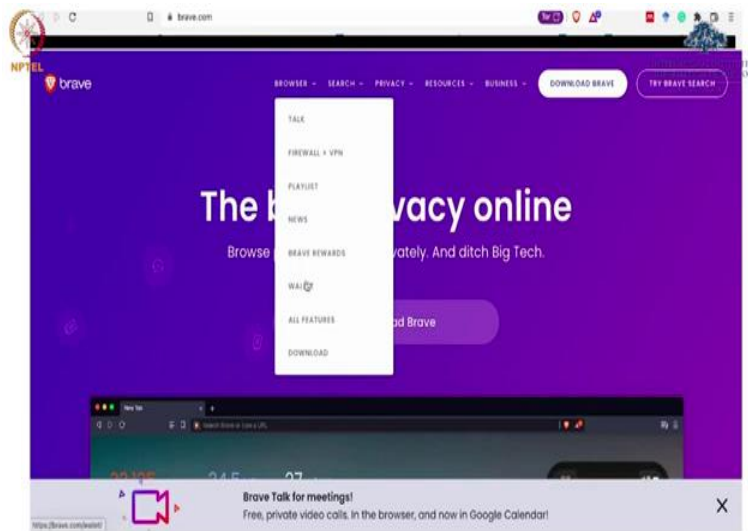 brave.com
Tor
NPTEL
brave
BROWSER
SEARCH
PRIVACY
RESOURCES
BUSINESS
DOWNLOAD BRAVE
TRY BRAVE SEARCH
TALK
FIREWALL + VPN
PLAYLIST
NEWS
BRAVE REWARDS
ALL FEATURES
DOWNLOAD
The vacy online
Browse vately. And ditch Big Tech.
ad Brave
New Tab
Brave Talk for meetings!
Free, private video calls. In the browser, and now in Google Calendar!
X
https://brave.com/wallet/